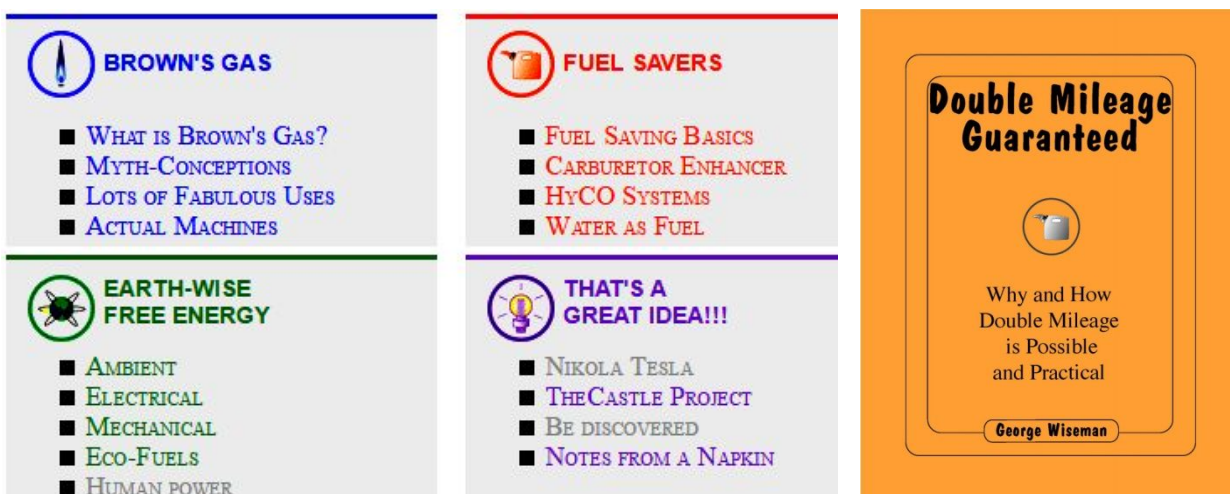 BROWN'S GAS
WHAT IS BROWN'S GAS?
MYTH-CONCEPTIONS
LOTS OF FABULOUS USES
ACTUAL MACHINES
FUEL SAVERS
FUEL SAVING BASICS
CARBURETOR ENHANCER
HYCO SYSTEMS
WATER AS FUEL
EARTH-WISE
FREE ENERGY
AMBIENT
ELECTRICAL
MECHANICAL
ECO-FUELS
HUMAN POWER
THAT'S A
GREAT IDEA!!!
NIKOLA TESLA
THECASTLE PROJECT
BE DISCOVERED
NOTES FROM A NAPKIN
Double Mileage
Guaranteed
Why and How
Double Mileage
is Possible
and Practical
George Wiseman